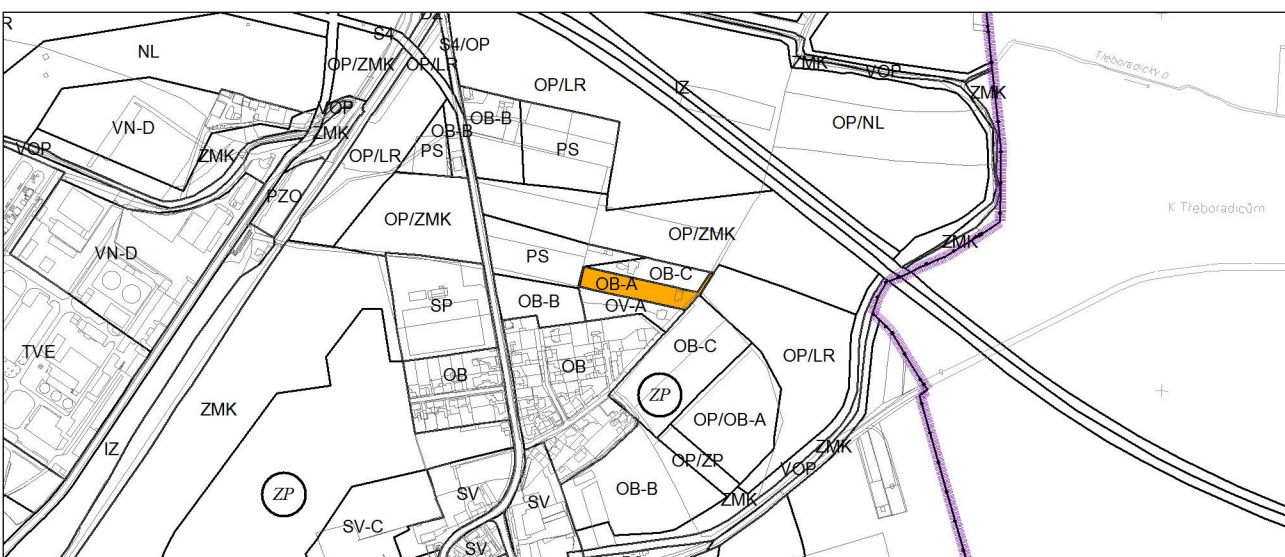 R
NL
S4
DZ
S4/OP
OP/ZMK
OP/LR
OP/LR
IZ
ZMK
VOP
ZMK
Třeboradický p
VN-D
VOP
ZMK
OB-B
OB-B
OP/NL
VOP
ZMK
OP/LR
PS
PS
PZO
OP/ZMK
OP/ZMK
K Třeboradicům
ZMK
VN-D
PS
OB-C
OB-A
OV-A
SP
OB-B
TVE
OB
OB
OB-C
OP/LR
ZMK
ZP
OP/OB-A
IZ
ZMK
OP/ZP
VOP
ZP
SV
OB-B
ZMK
SV-C
SV
SV